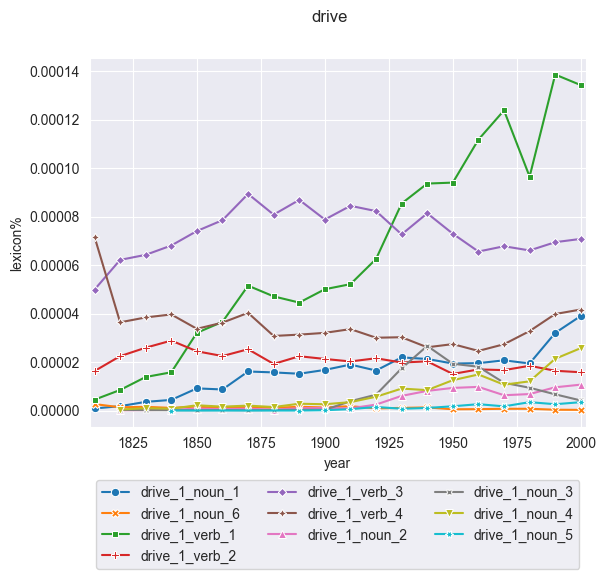 drive
0.00014
0.00012
0.00010
0.00008
0.00006
0.00004
0.00002
0.00000
lexicon%
1825 1850 1875 1900 1925 1950 1975 2000
year
drive_1_noun_1 drive_1_verb_3 drive_1_noun_3
drive_1_noun_6 drive_1_verb_4 drive_1_noun_4
drive_1_verb_1 drive_1_noun_2 drive_1_noun_5
drive_1_verb_2